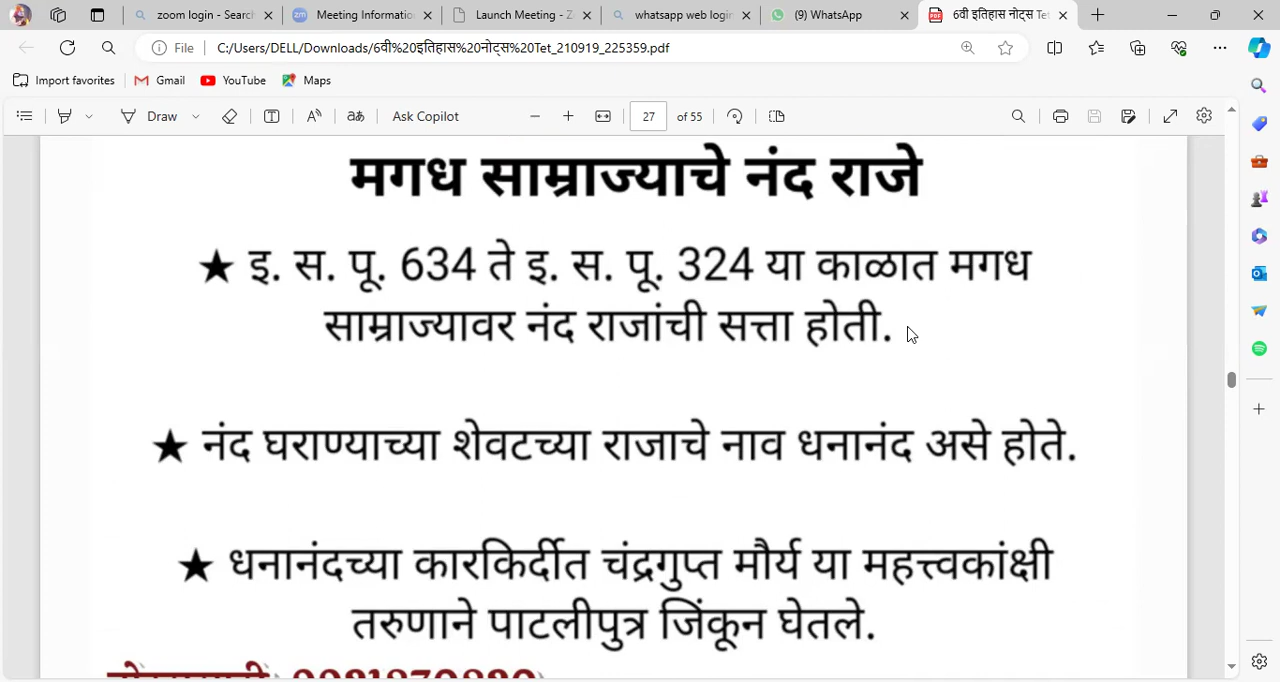 zoom login - Searc
Meeting Informatio
Launch Meeting - Z
whatsapp web login
(9) WhatsApp
6वी इतिहास नोट्स Te
File
C:/Users/DELL/Downloads/6वी%20इतिहास%20नोट्स%20Tet_210919_225359.pdf
Import favorites
Gmail
YouTube
Maps
Draw
Ask Copilot
27
of 55
मगध साम्राज्याचे नंद राजे
★ इ. स. पू. 634 ते इ. स. पू. 324 या काळात मगध
साम्राज्यावर नंद राजांची सत्ता होती.
★ नंद घराण्याच्या शेवटच्या राजाचे नाव धनानंद असे होते.
★ धनानंदच्या कारकिर्दीत चंद्रगुप्त मौर्य या महत्त्वकांक्षी
तरुणाने पाटलीपुत्र जिंकून घेतले.